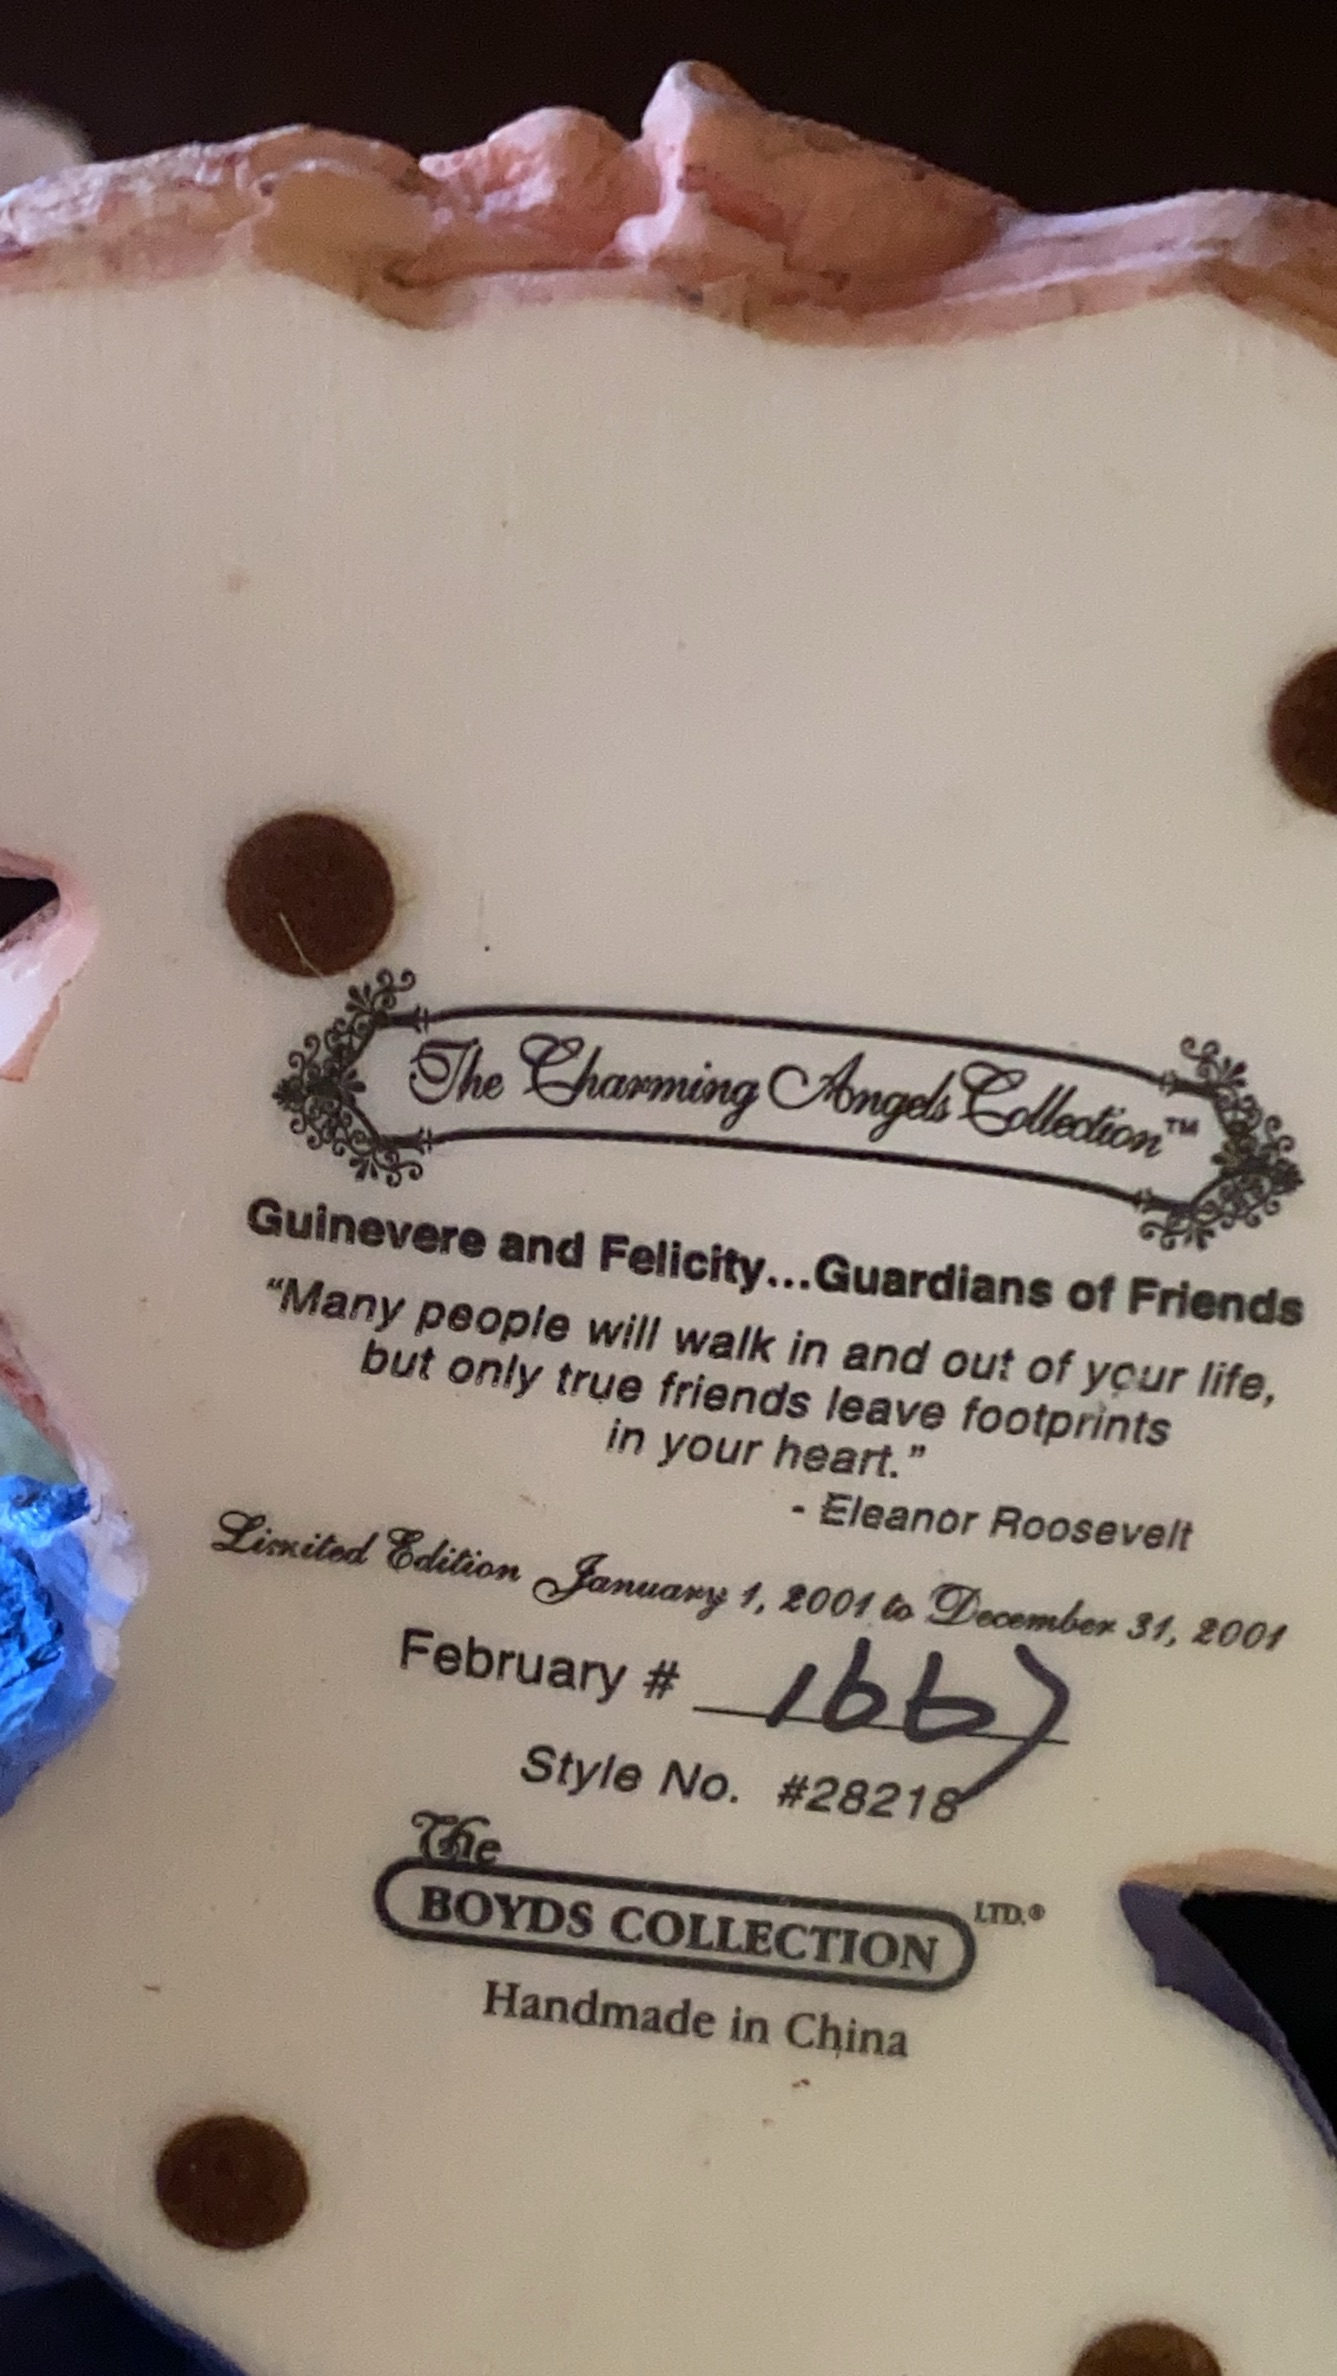 The Charming Angels Collection™
Guinevere and Felicity...Guardians of Friends
“Many people will walk in and out of your life,
but only true friends leave footprints
in your heart.”
- Eleanor Roosevelt
Limited Edition January 1, 2001 to December 31, 2001
February # 1667
Style No. #28218
The
BOYDS COLLECTION LTD.®
Handmade in China